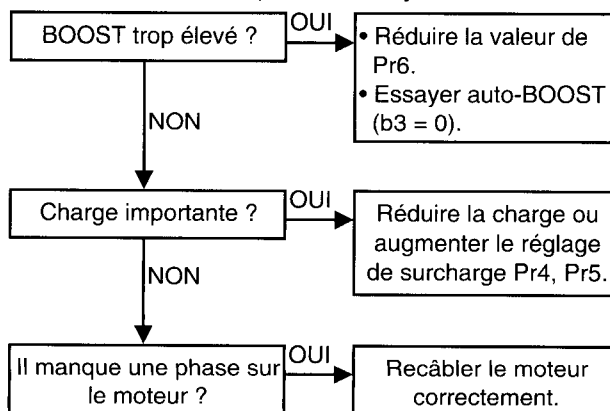 BOOST trop élevé ?
OUI
• Réduire la valeur de
Pr6.
• Essayer auto-BOOST
(b3 = 0).
NON
Charge importante ?
OUI
Réduire la charge ou
augmenter le réglage
de surcharge Pr4, Pr5.
NON
Il manque une phase sur
le moteur ?
OUI
Recâbler le moteur
correctement.